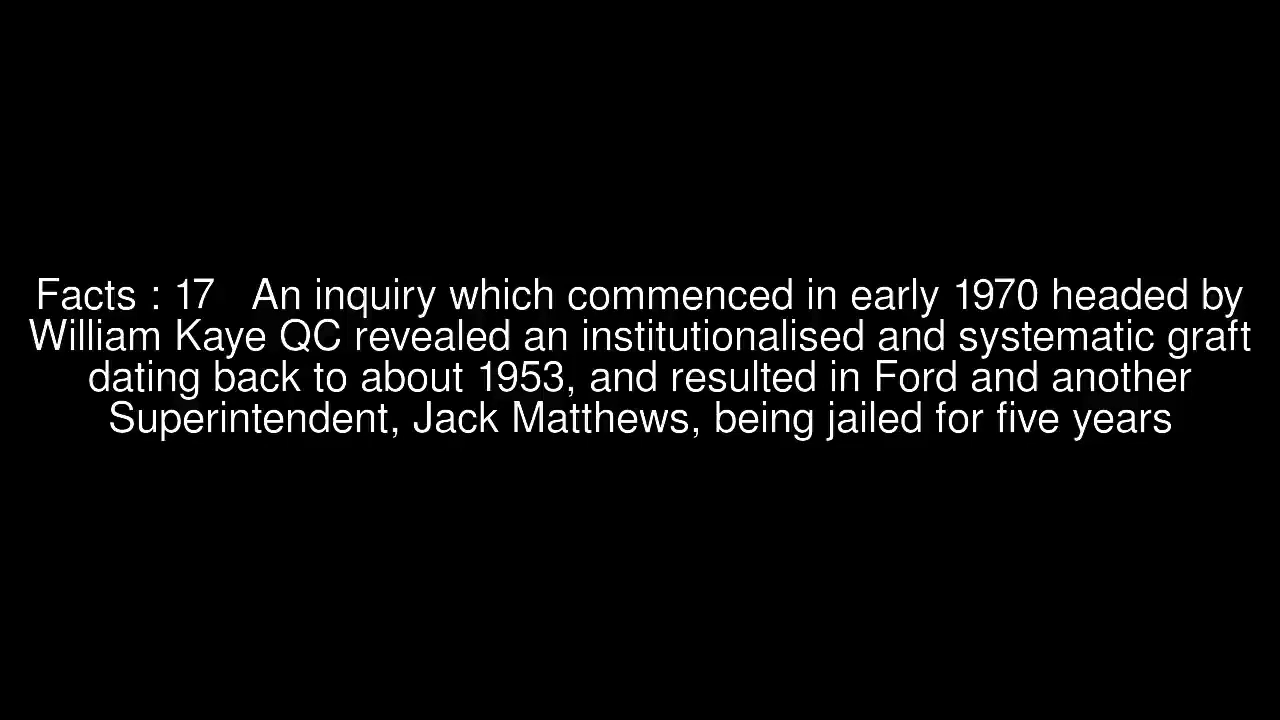 Facts : 17   An inquiry which commenced in early 1970 headed by
William Kaye QC revealed an institutionalised and systematic graft
dating back to about 1953, and resulted in Ford and another
Superintendent, Jack Matthews, being jailed for five years